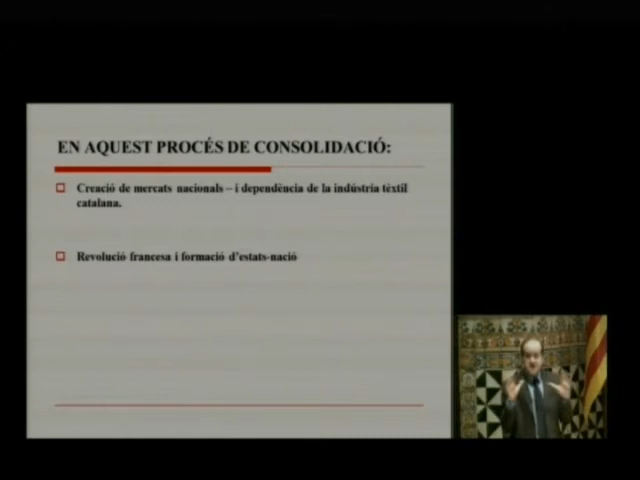 EN AQUEST PROCÉS DE CONSOLIDACIÓ:
Creació de mercats nacionals – i dependència de la indústria tèxtil
catalana.
Revolució francesa i formació d'estats-nació